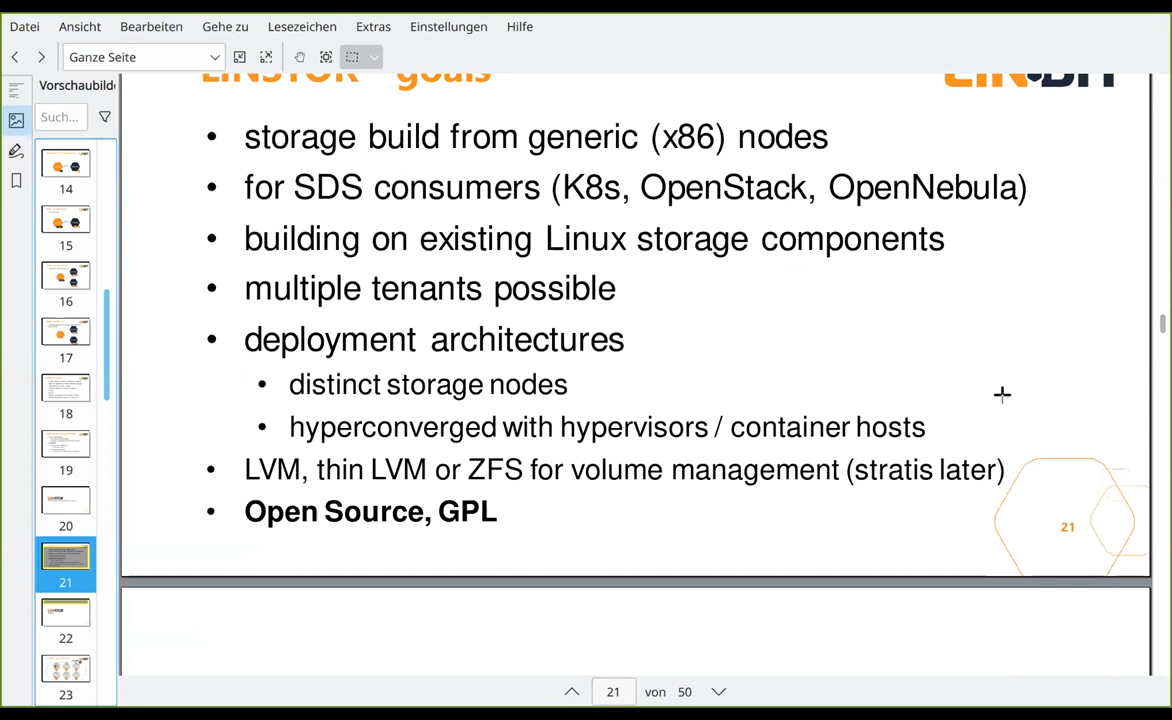 Datei Ansicht Bearbeiten Gehe zu Lesezeichen Extras Einstellungen Hilfe
Ganze Seite
Vorschaubild
Such...
LINSTOR goals
LINBIT
• storage build from generic (x86) nodes
• for SDS consumers (K8s, OpenStack, OpenNebula)
• building on existing Linux storage components
• multiple tenants possible
• deployment architectures
• distinct storage nodes
• hyperconverged with hypervisors / container hosts
• LVM, thin LVM or ZFS for volume management (stratis later)
• Open Source, GPL
21
14
15
16
17
18
19
20
21
22
23
21 von 50